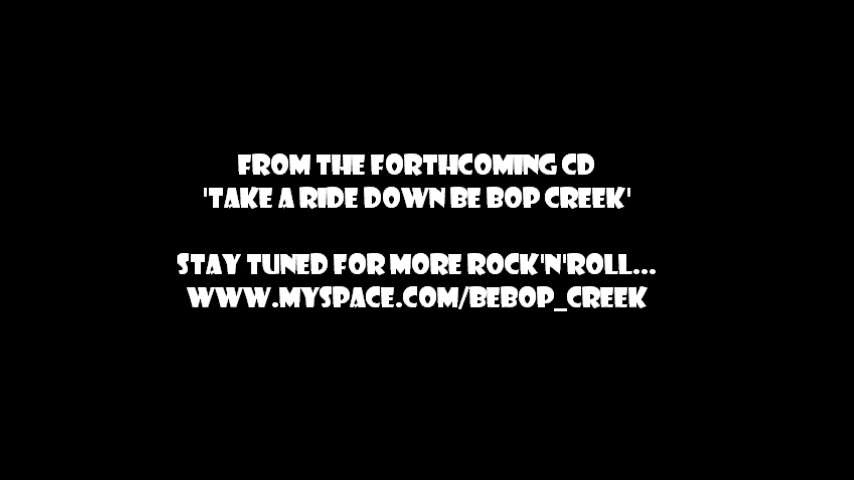 FROM THE FORTHCOMING CD
'TAKE A RIDE DOWN BE BOP CREEK'
STAY TUNED FOR MORE ROCK'N'ROLL...
WWW.MYSPACE.COM/BEBOP_CREEK